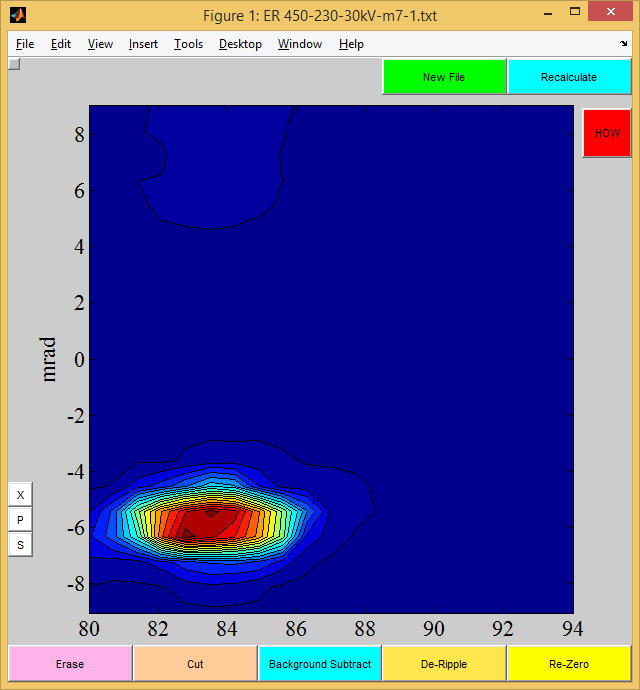 Figure 1: ER 450-230-30kV-m7-1.txt
File Edit View Insert Tools Desktop Window Help
New File Recalculate
HOW
8
6
4
2
0
-2
-4
-6
-8
mrad
X
P
S
80 82 84 86 88 90 92 94
Erase Cut Background Subtract De-Ripple Re-Zero